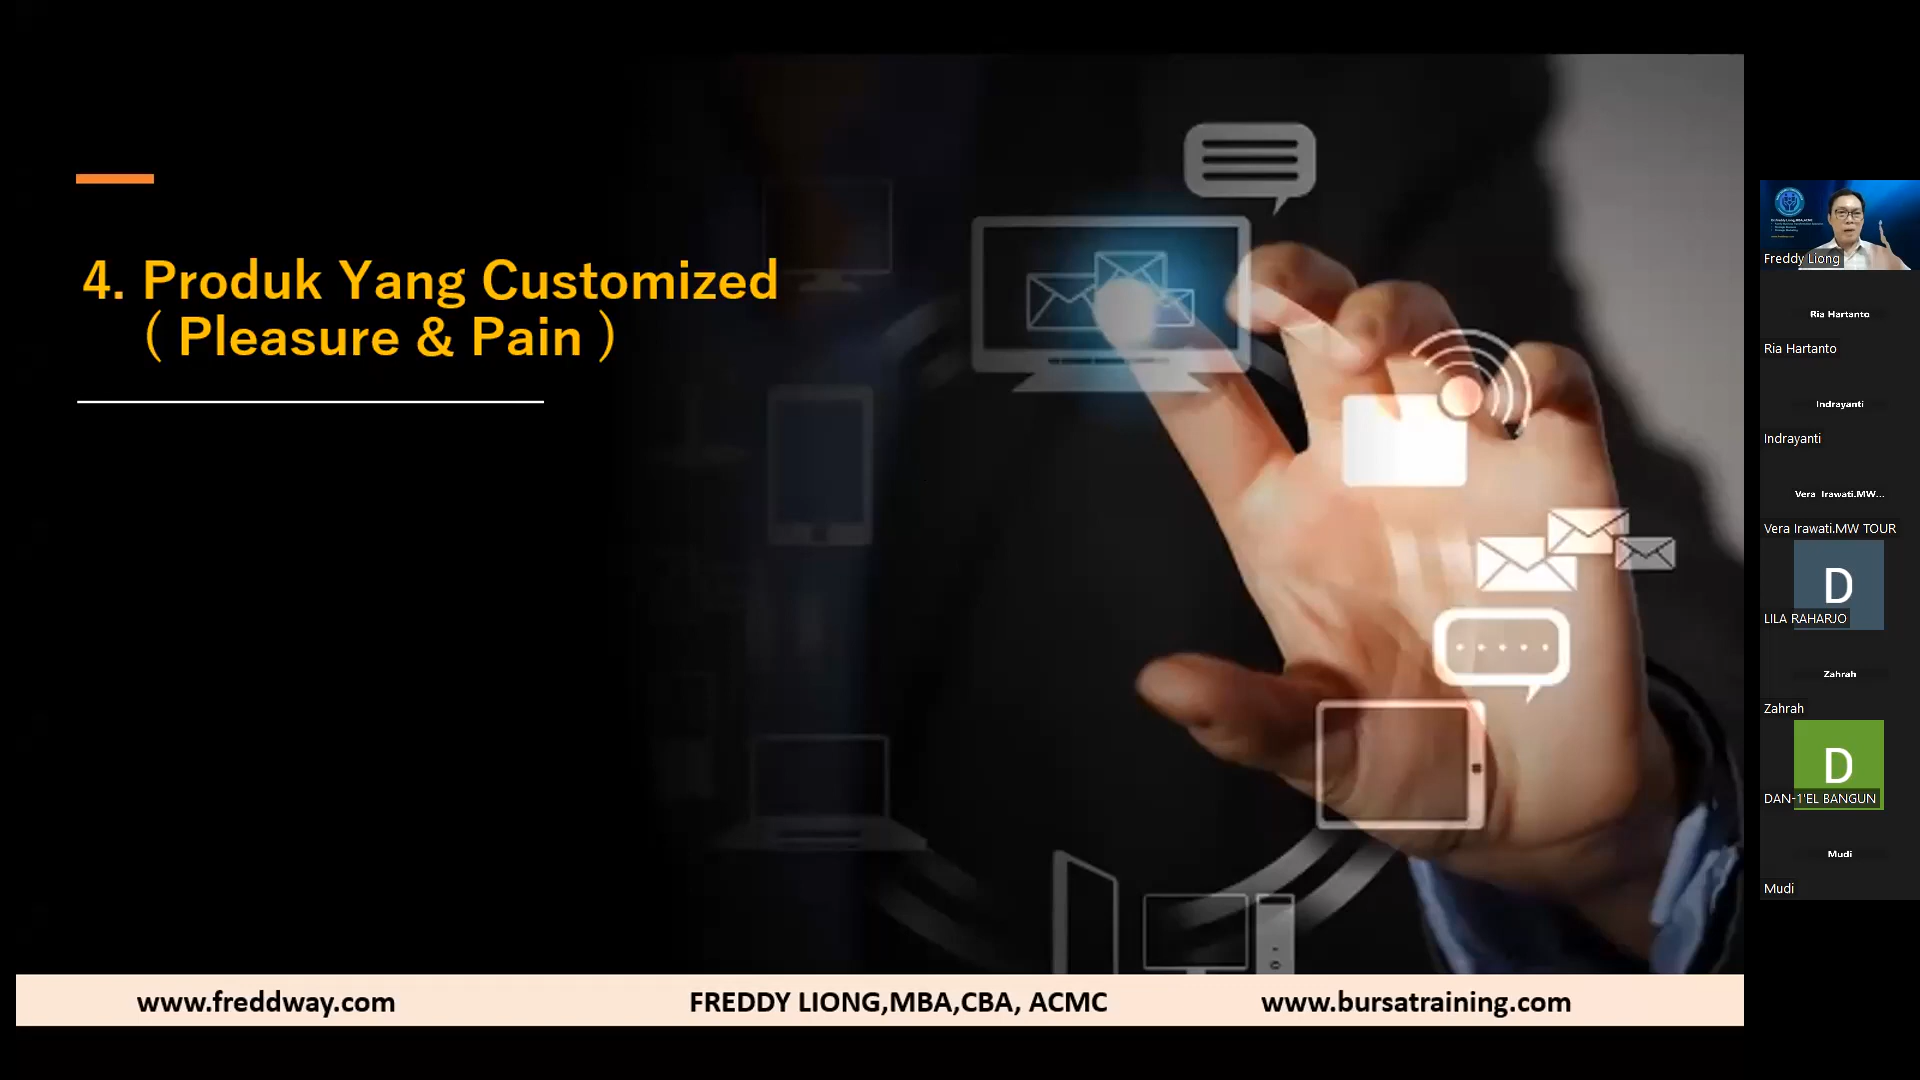 4. Produk Yang Customized
( Pleasure & Pain )
www.freddway.com
FREDDY LIONG,MBA,CBA, ACMC
www.bursatraining.com
Freddy Liong
Ria Hartanto
Ria Hartanto
Indrayanti
Indrayanti
Vera Irawati.MW...
Vera Irawati.MW TOUR
D
LILA RAHARJO
Zahrah
Zahrah
D
DAN-1'EL BANGUN
Mudi
Mudi